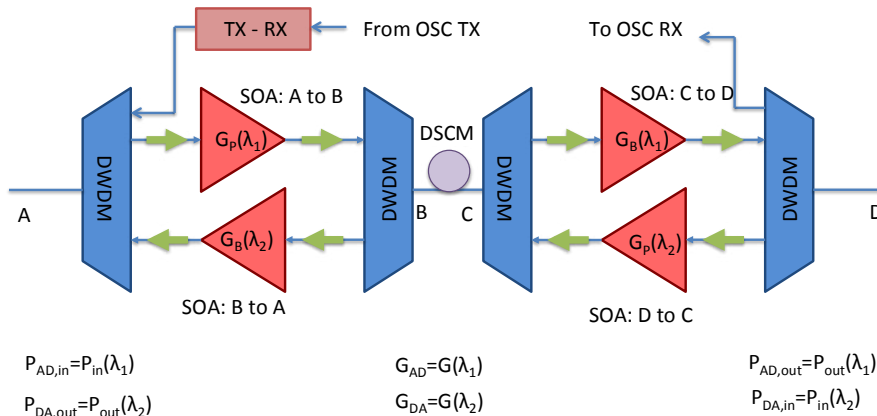 TX - RX
From OSC TX
To OSC RX
SOA: A to B
SOA: C to D
DWDM
G_P(λ_1)
DWDM
DSCM
DWDM
G_B(λ_1)
DWDM
A
B
C
D
G_B(λ_2)
G_P(λ_2)
SOA: B to A
SOA: D to C
P_AD,in=P_in(λ_1)
G_AD=G(λ_1)
P_AD,out=P_out(λ_1)
P_DA,out=P_out(λ_2)
G_DA=G(λ_2)
P_DA,in=P_in(λ_2)